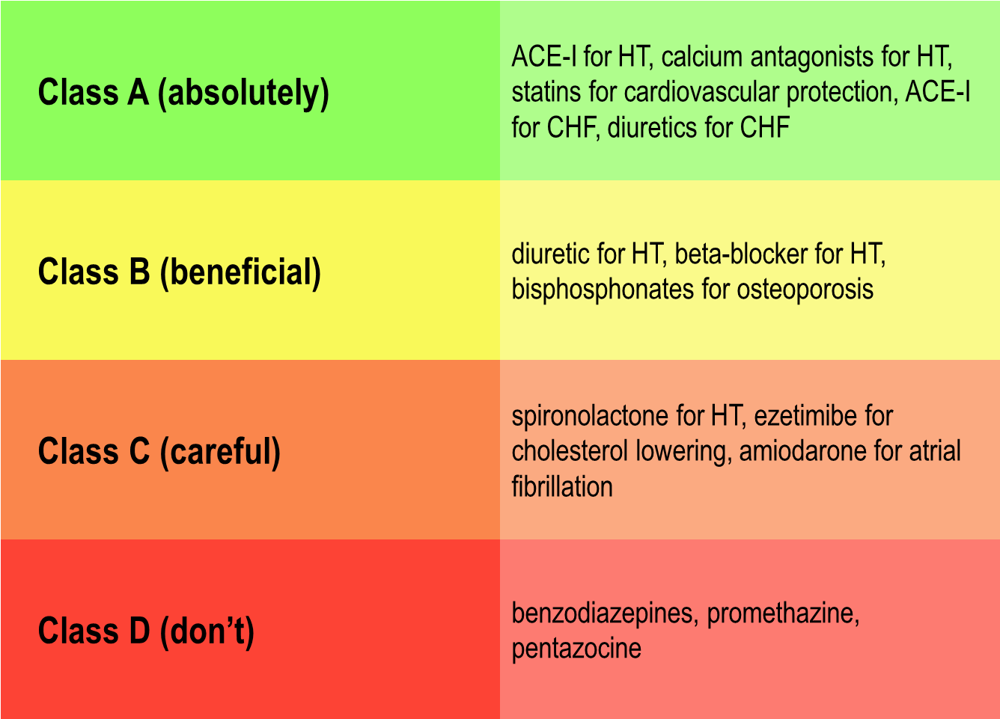 Class A (absolutely)
ACE-I for HT, calcium antagonists for HT,
statins for cardiovascular protection, ACE-I
for CHF, diuretics for CHF
Class B (beneficial)
diuretic for HT, beta-blocker for HT,
bisphosphonates for osteoporosis
Class C (careful)
spironolactone for HT, ezetimibe for
cholesterol lowering, amiodarone for atrial
fibrillation
Class D (don’t)
benzodiazepines, promethazine,
pentazocine